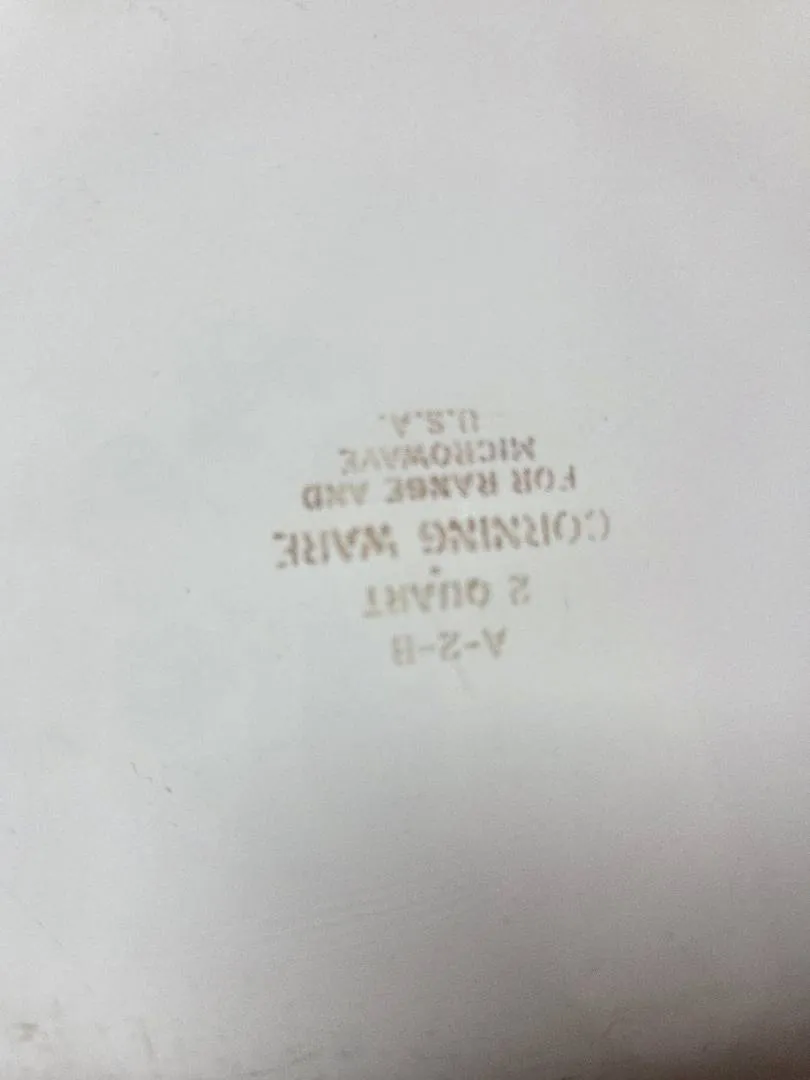 A-2-B
2 QUART
CORNING WARE
FOR RANGE AND
MICROWAVE
U.S.A.